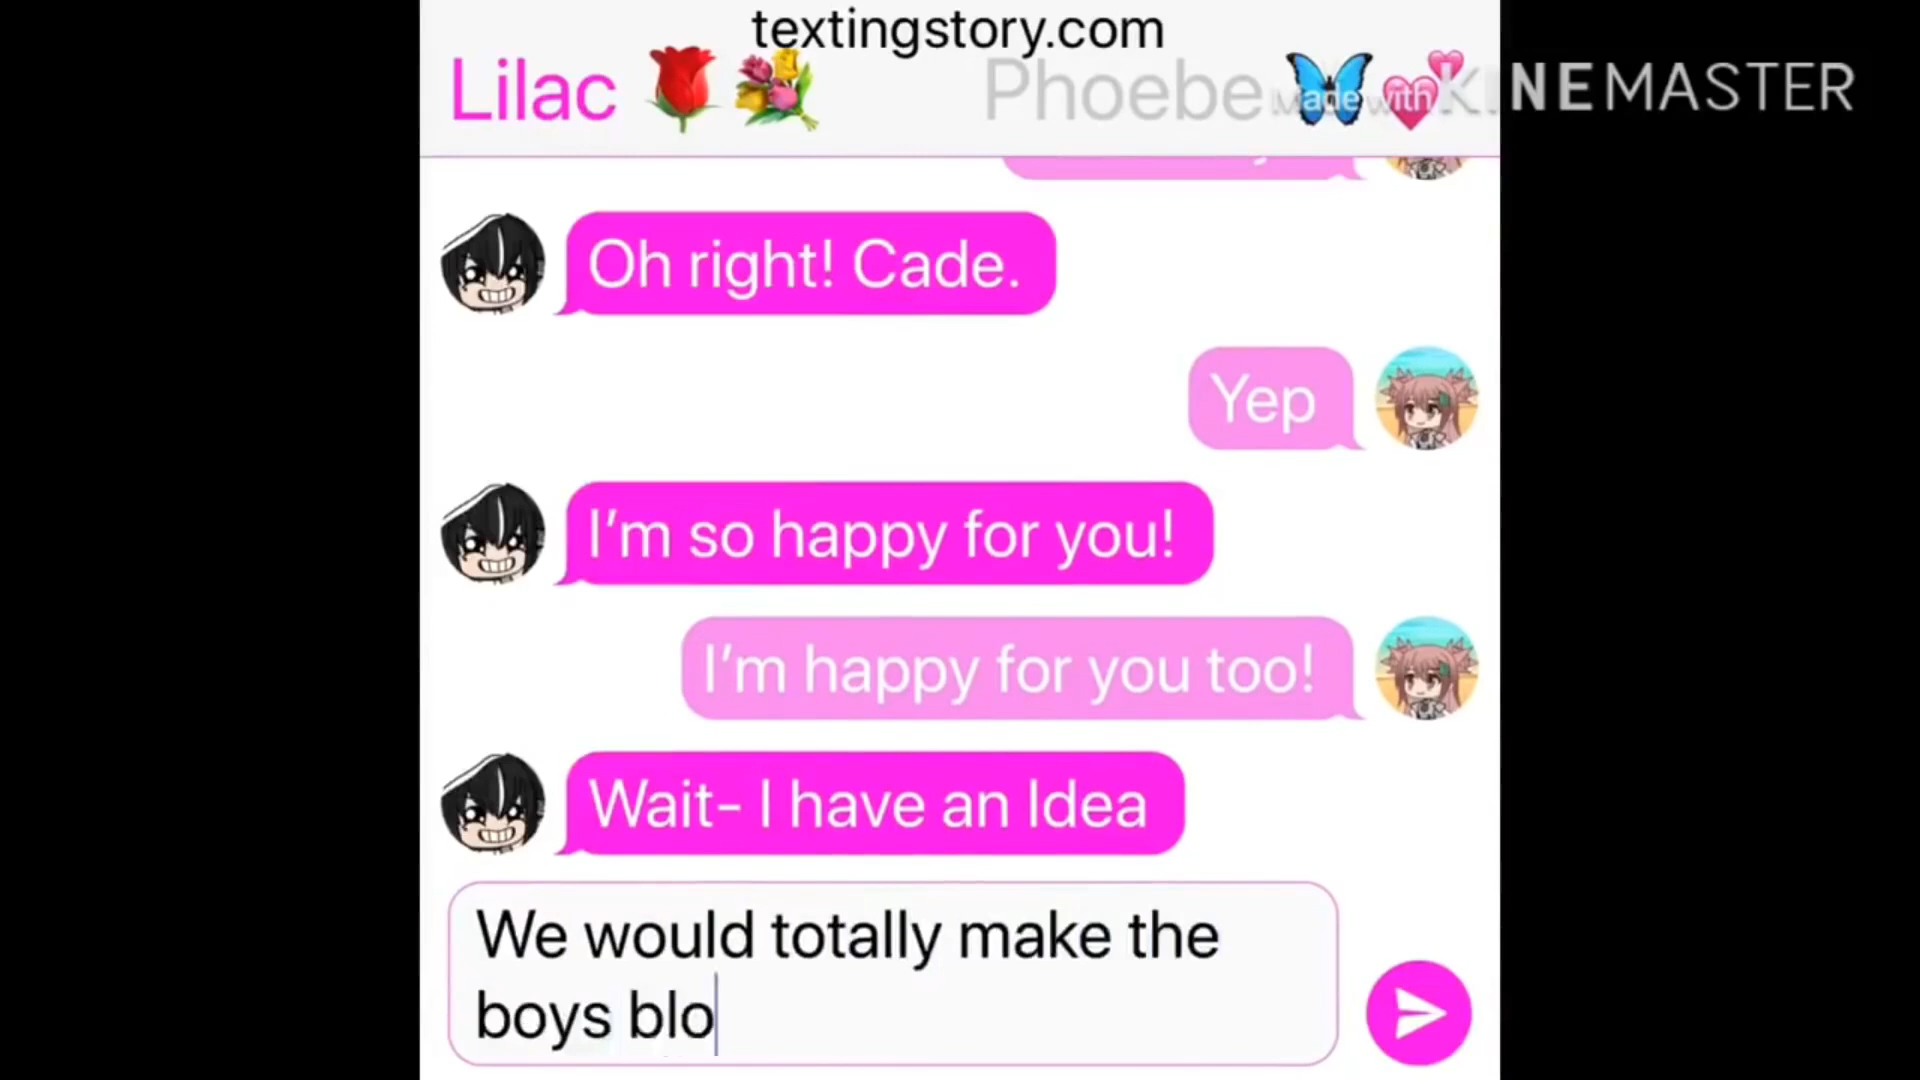 textingstory.com
Lilac Phoebe
Made with KINEMASTER
Oh right! Cade.
Yep
I'm so happy for you!
I'm happy for you too!
Wait- I have an Idea
We would totally make the
boys blo